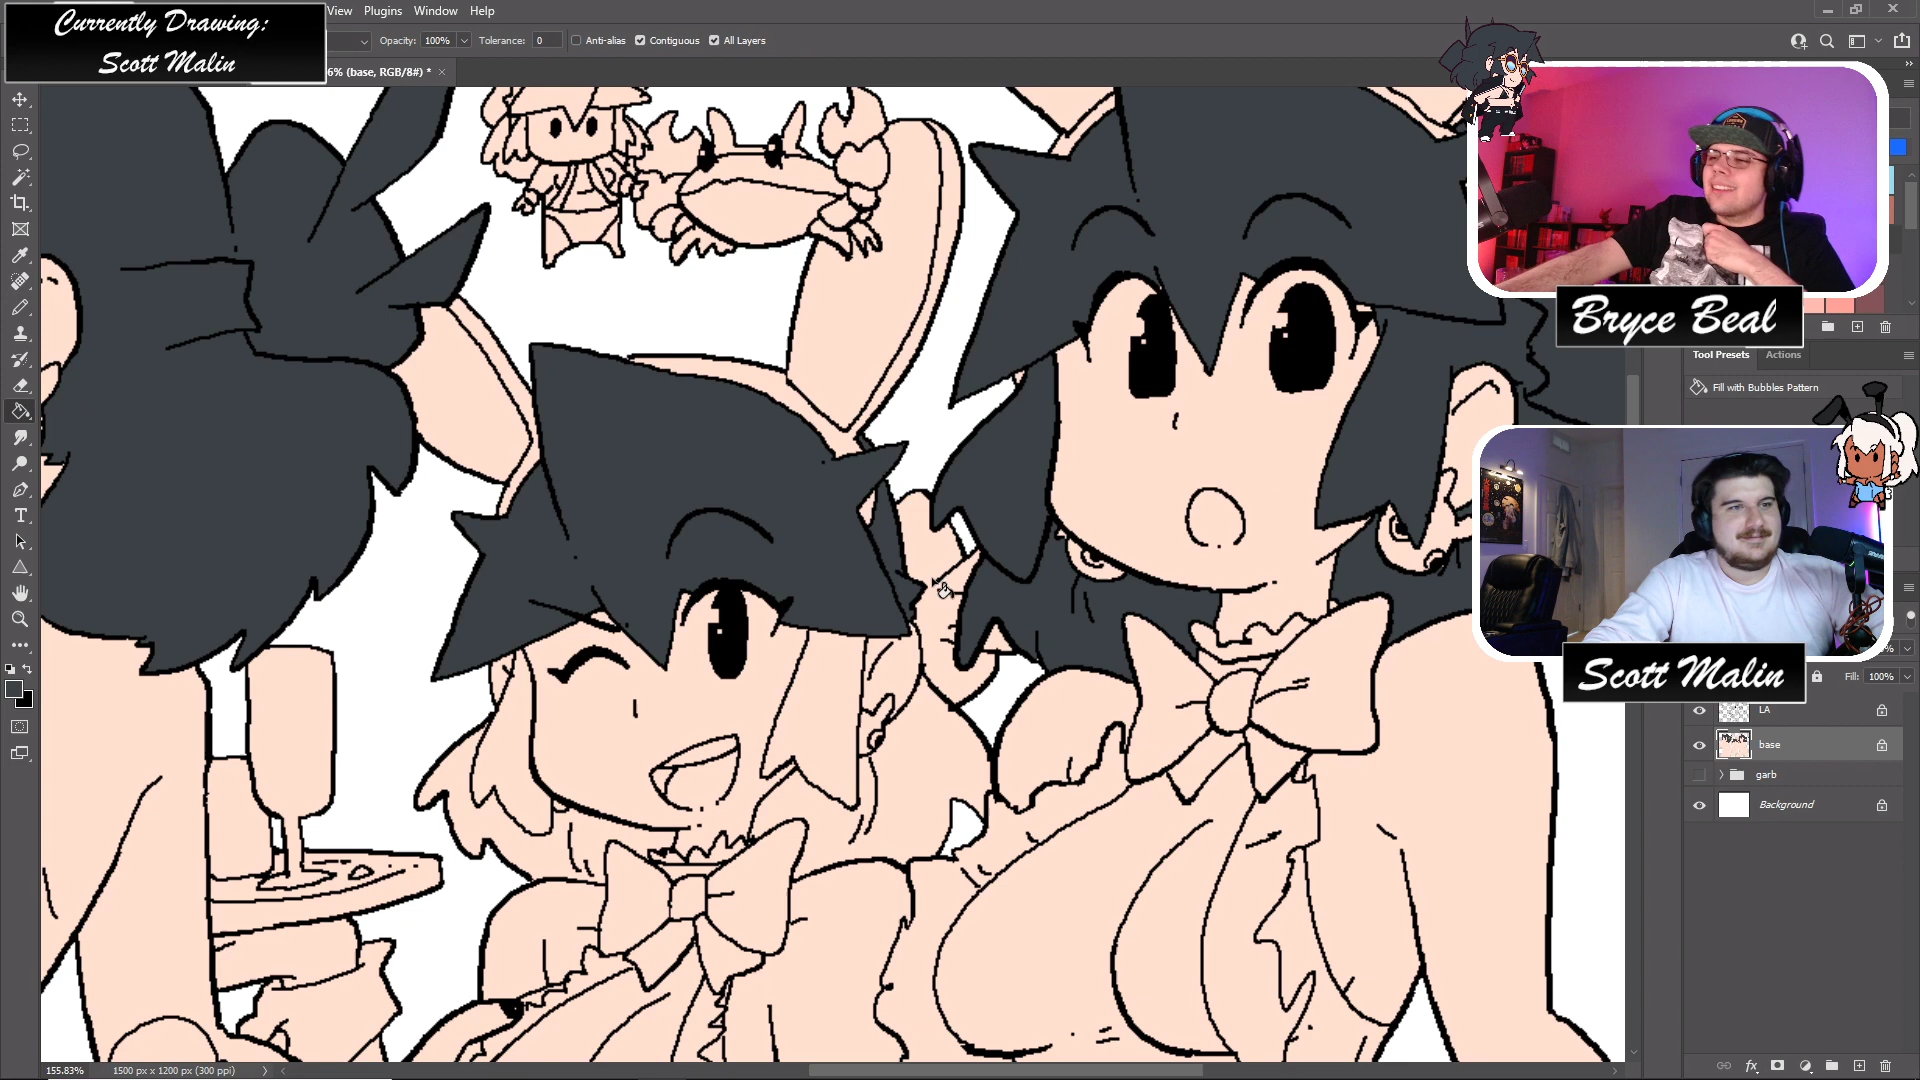 Currently Drawing:
Scott Malin
View Plugins Window Help
Opacity: 100% Tolerance: 0 Anti-alias Contiguous All Layers
6% (base, RGB/8#) *
Bryce Beal
Tool Presets Actions
Fill with Bubbles Pattern
Scott Malin
Fill: 100%
LA
base
garb
Background
155.83% 1500 px x 1200 px (300 ppi)